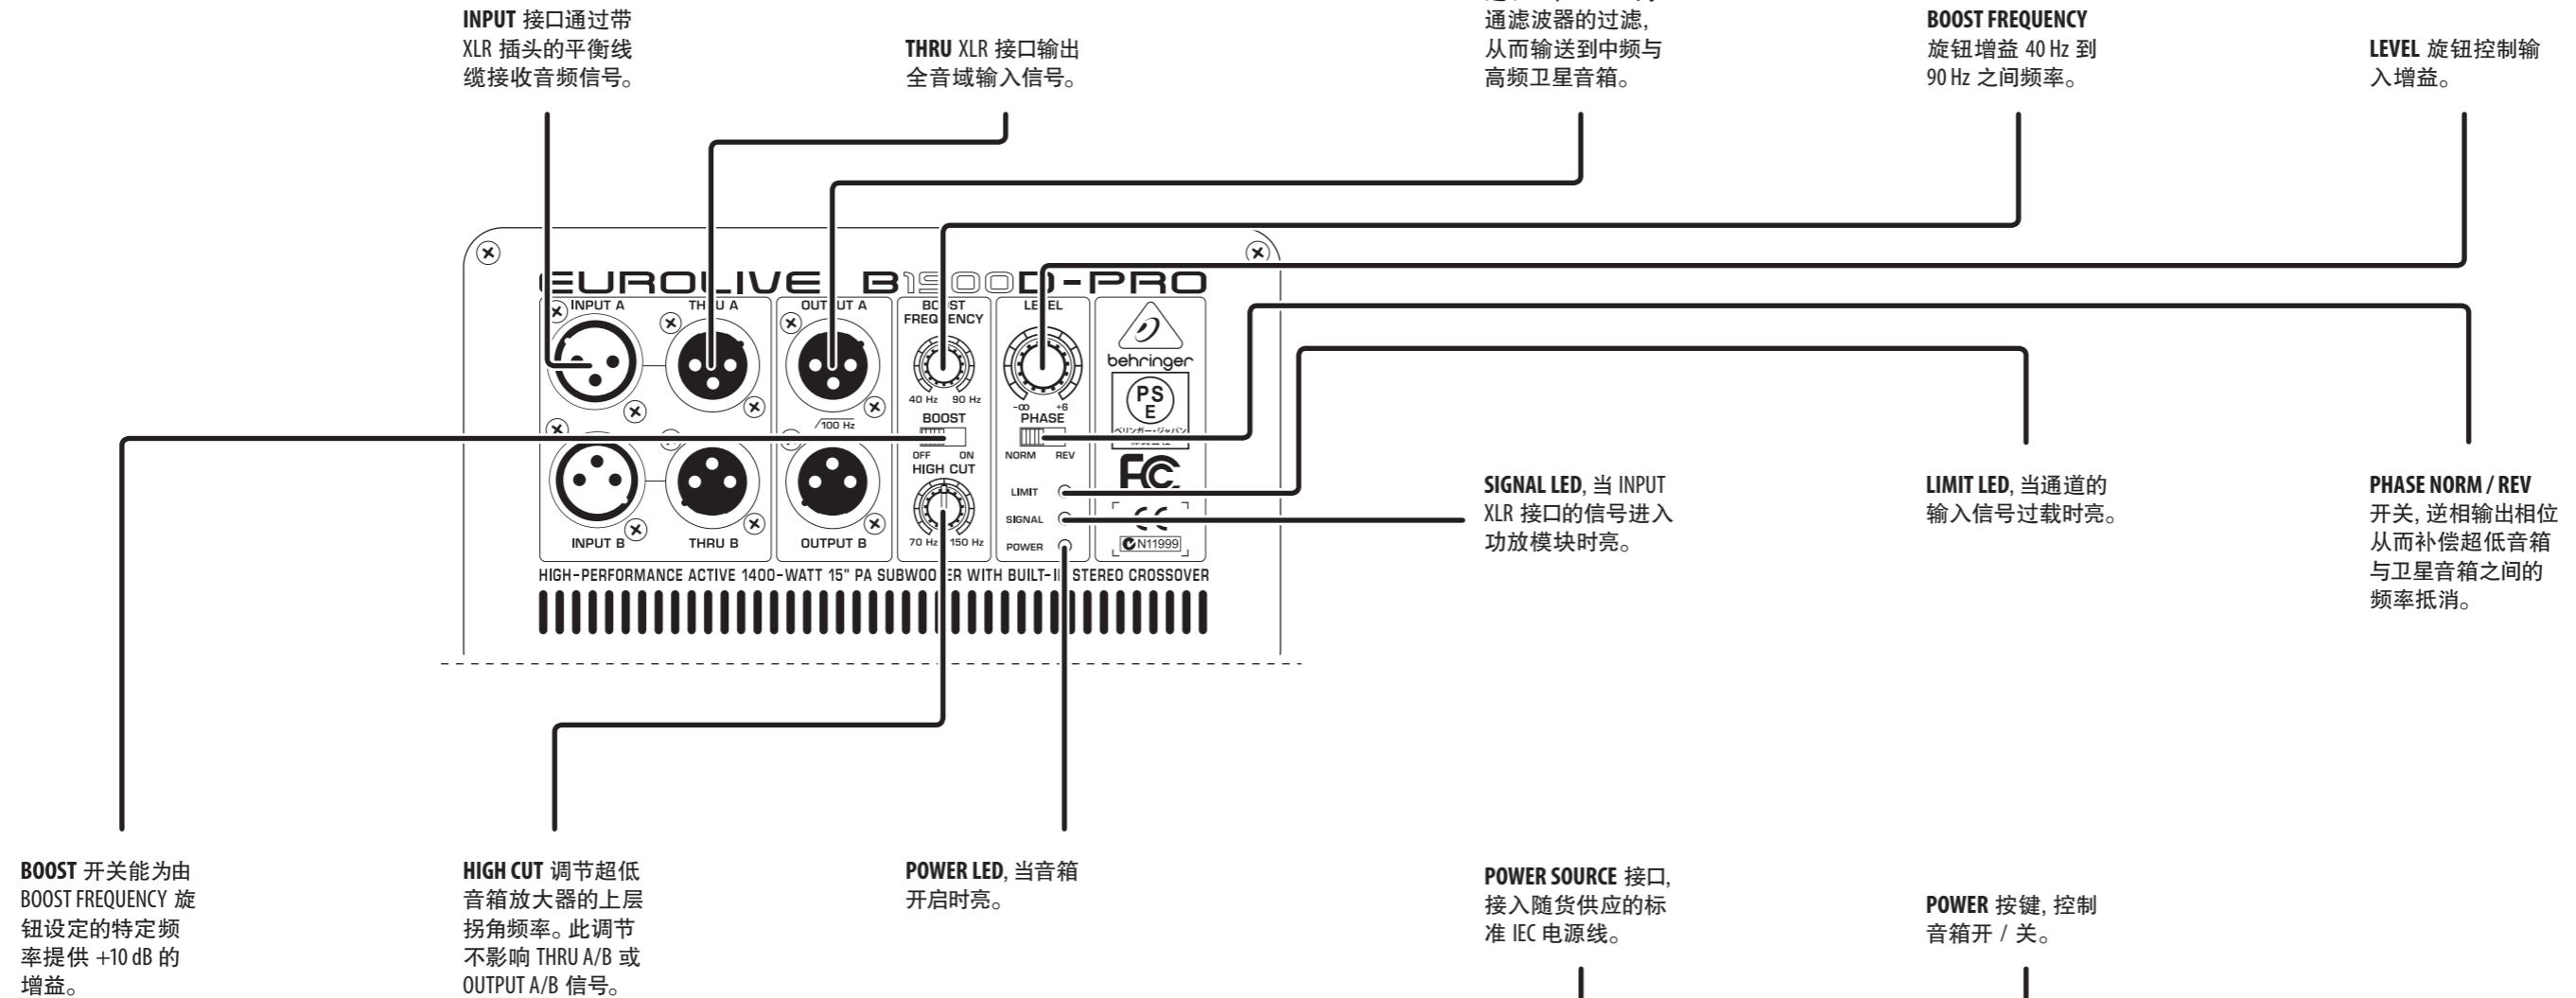 INPUT 接口通过带
XLR 插头的平衡线
缆接收音频信号。
THRU XLR 接口输出
全音域输入信号。
通滤波器的过滤,
从而输送到中频与
高频卫星音箱。
BOOST FREQUENCY
旋钮增益 40 Hz 到
90 Hz 之间频率。
LEVEL 旋钮控制输
入增益。
EUROLIVE B1500D-PRO
INPUT A
THRU A
OUTPUT A
BOOST
FREQUENCY
LEVEL
behringer
40 Hz 90 Hz
-∞ +6
PS
E
BOOST
PHASE
100 Hz
ベリンガー・ジャパン
OFF ON
NORM REV
HIGH CUT
FC
LIMIT
SIGNAL
CE
70 Hz 150 Hz
POWER
N11999
INPUT B
THRU B
OUTPUT B
HIGH-PERFORMANCE ACTIVE 1400-WATT 15" PA SUBWOOFER WITH BUILT-IN STEREO CROSSOVER
SIGNAL LED, 当 INPUT
XLR 接口的信号进入
功放模块时亮。
LIMIT LED, 当通道的
输入信号过载时亮。
PHASE NORM / REV
开关, 逆相输出相位
从而补偿超低音箱
与卫星音箱之间的
频率抵消。
BOOST 开关能为由
BOOST FREQUENCY 旋
钮设定的特定频
率提供 +10 dB 的
增益。
HIGH CUT 调节超低
音箱放大器的上层
拐角频率。此调节
不影响 THRU A/B 或
OUTPUT A/B 信号。
POWER LED, 当音箱
开启时亮。
POWER SOURCE 接口,
接入随货供应的标
准 IEC 电源线。
POWER 按键, 控制
音箱开 / 关。